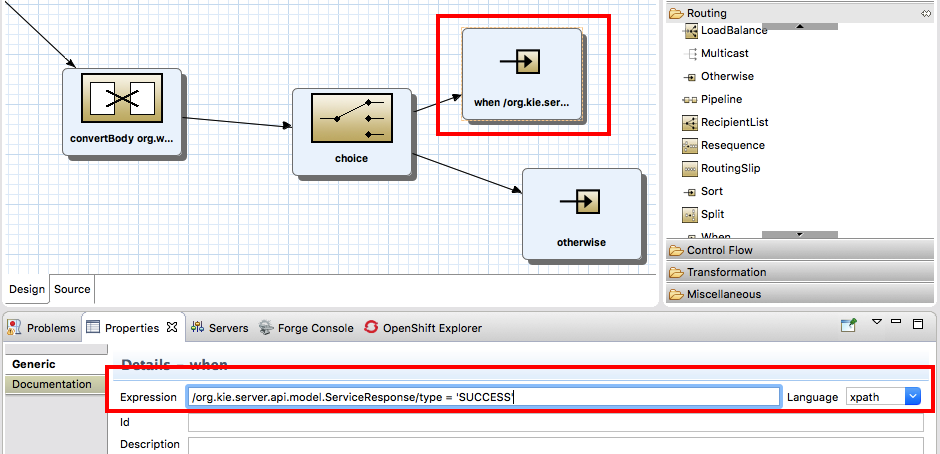 convertBody org.w...
choice
when /org.kie.ser...
otherwise
Routing
LoadBalance
Multicast
Otherwise
Pipeline
RecipientList
Resequence
RoutingSlip
Sort
Split
When
Control Flow
Transformation
Miscellaneous
Design Source
Problems Properties Servers Forge Console OpenShift Explorer
Generic
Documentation
Details - when
Expression /org.kie.server.api.model.ServiceResponse/type = 'SUCCESS' Language xpath
Id
Description